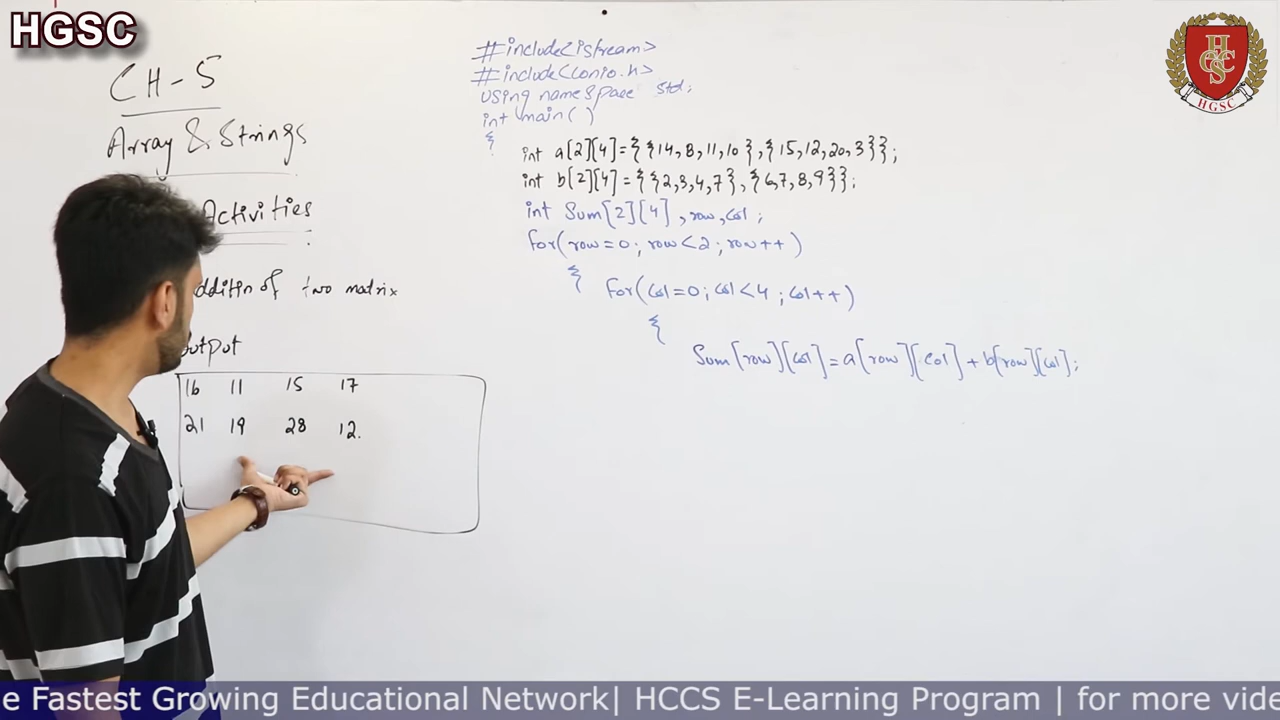 HGSC
HGSC
CH-5
Array & Strings
Activities
ddition of two matrix
output
16 11 15 17
21 19 28 12.
#include<istream>
#include<conio.h>
using namespace std;
int main( )
{
int a[2][4]={{14,8,11,10},{15,12,20,3}};
int b[2][4]={{2,3,4,7},{6,7,8,9}};
int Sum[2][4],row,col;
for(row=0;row<2;row++)
{
for(col=0;col<4;col++)
{
Sum[row][col]=a[row][col]+b[row][col];
e Fastest Growing Educational Network| HCCS E-Learning Program | for more vide